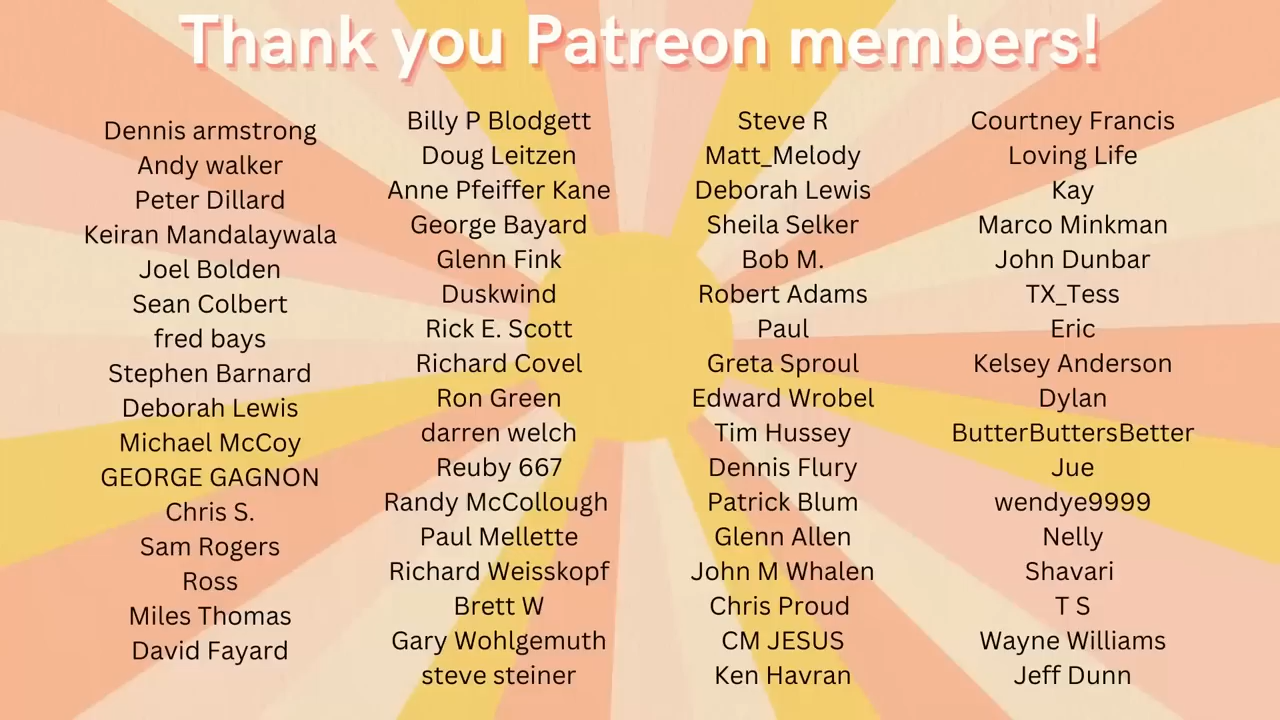 Thank you Patreon members!
Dennis armstrong
Andy walker
Peter Dillard
Keiran Mandalaywala
Joel Bolden
Sean Colbert
fred bays
Stephen Barnard
Deborah Lewis
Michael McCoy
GEORGE GAGNON
Chris S.
Sam Rogers
Ross
Miles Thomas
David Fayard
Billy P Blodgett
Doug Leitzen
Anne Pfeiffer Kane
George Bayard
Glenn Fink
Duskwind
Rick E. Scott
Richard Covel
Ron Green
darren welch
Reuby 667
Randy McCollough
Paul Mellette
Richard Weisskopf
Brett W
Gary Wohlgemuth
steve steiner
Steve R
Matt_Melody
Deborah Lewis
Sheila Selker
Bob M.
Robert Adams
Paul
Greta Sproul
Edward Wrobel
Tim Hussey
Dennis Flury
Patrick Blum
Glenn Allen
John M Whalen
Chris Proud
CM JESUS
Ken Havran
Courtney Francis
Loving Life
Kay
Marco Minkman
John Dunbar
TX_Tess
Eric
Kelsey Anderson
Dylan
ButterButtersBetter
Jue
wendye9999
Nelly
Shavari
T S
Wayne Williams
Jeff Dunn